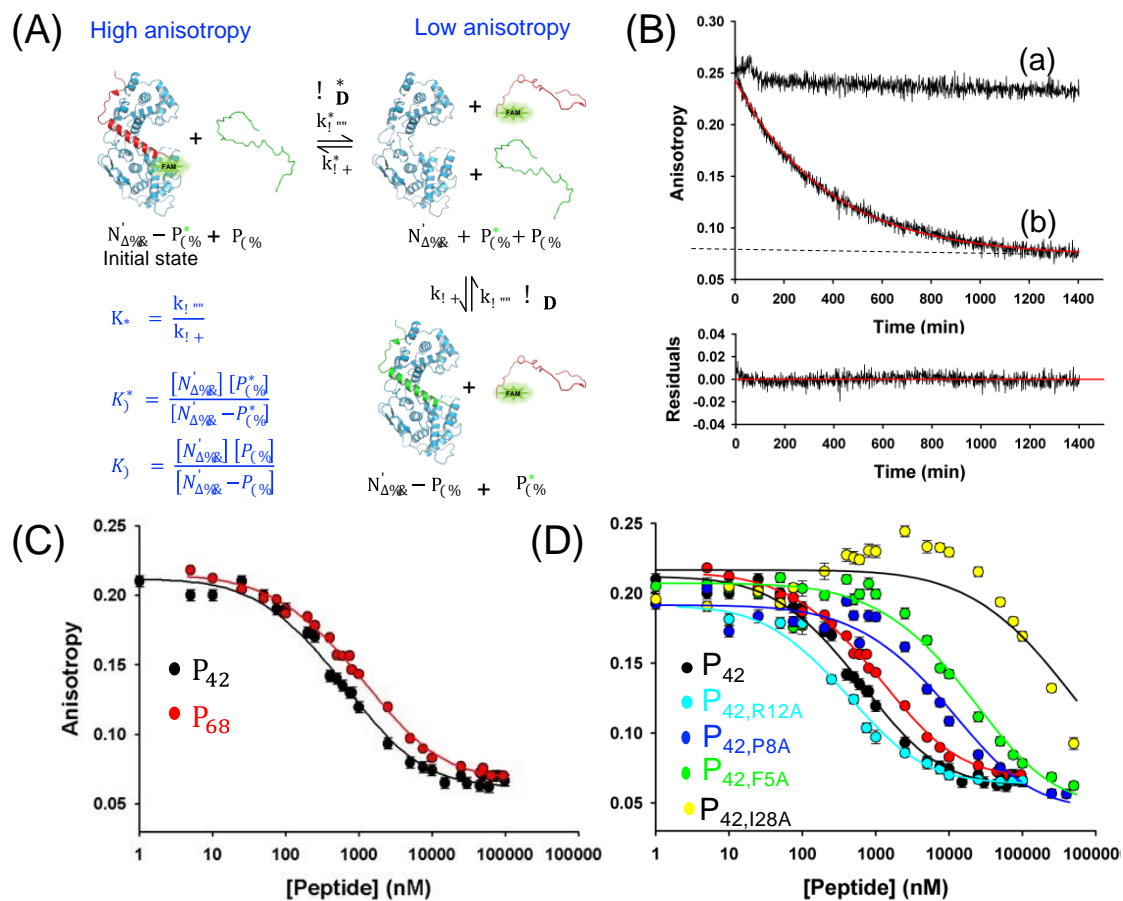 (A)
High anisotropy
Low anisotropy
+
FAM
! D *
k*! """
k*! +
+
FAM
+
N'Δ%& − P(%* + P(%
Initial state
N'Δ%& + P(%* + P(%
k! + k! """ ! D
K* = k! """ / k! +
K)* = [N'Δ%&] [P*(%] / [N'Δ%& − P*(%]
K) = [N'Δ%&] [P(%] / [N'Δ%& − P(%]
+
FAM
N'Δ%& − P(% + P(%*
(B)
Anisotropy
0.30
0.25
0.20
0.15
0.10
0.05
(a)
(b)
0 200 400 600 800 1000 1200 1400
Time (min)
Residuals
0.04
0.02
0.00
-0.02
-0.04
0 200 400 600 800 1000 1200 1400
Time (min)
(C)
Anisotropy
0.25
0.20
0.15
0.10
0.05
P42
P68
1 10 100 1000 10000 100000
[Peptide] (nM)
(D)
0.25
0.20
0.15
0.10
0.05
P42
P42,R12A
P42,P8A
P42,F5A
P42,I28A
1 10 100 1000 10000 100000 100000
[Peptide] (nM)